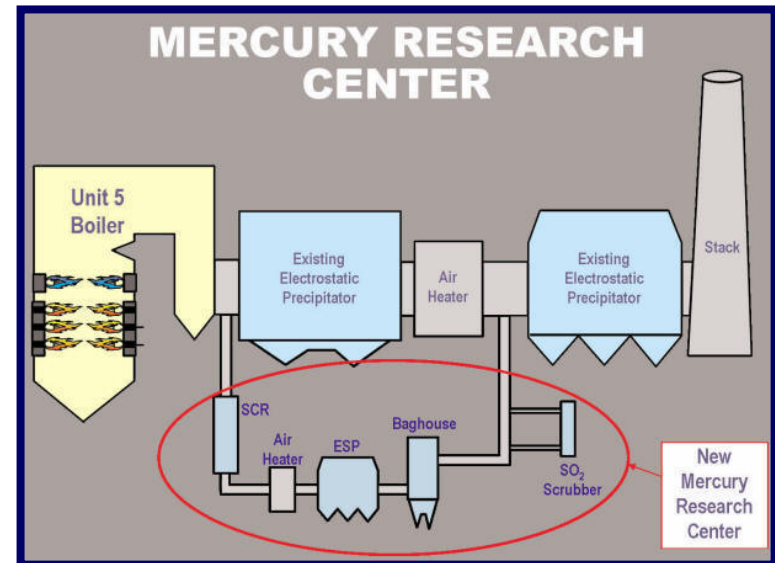 MERCURY RESEARCH
CENTER
Unit 5
Boiler
Existing
Electrostatic
Precipitator
Air
Heater
Existing
Electrostatic
Precipitator
Stack
SCR
Air
Heater
ESP
Baghouse
SO₂
Scrubber
New
Mercury
Research
Center